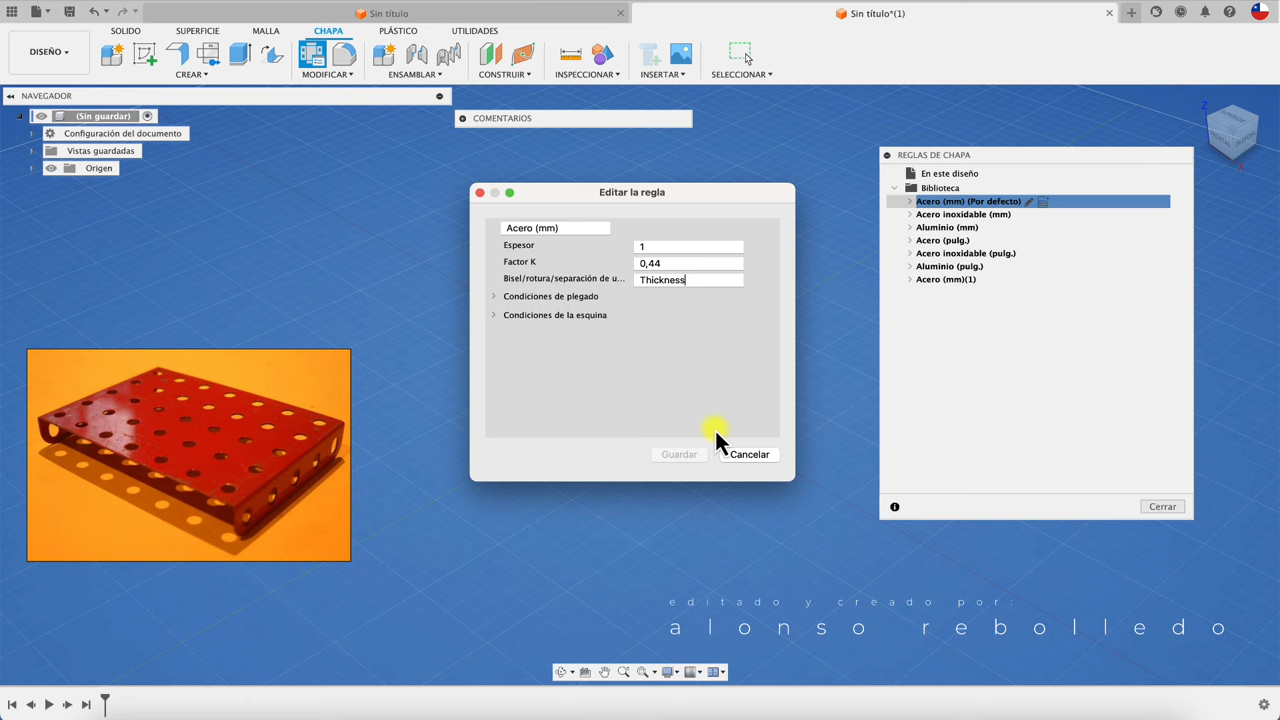 Sin título
Sin título*(1)
DISEÑO
SÓLIDO
SUPERFICIE
MALLA
CHAPA
PLÁSTICO
UTILIDADES
CREAR
MODIFICAR
ENSAMBLAR
CONSTRUIR
INSPECCIONAR
INSERTAR
SELECCIONAR
NAVEGADOR
(Sin guardar)
Configuración del documento
Vistas guardadas
Origen
COMENTARIOS
Editar la regla
Acero (mm)
Espesor
1
Factor K
0,44
Bisel/rotura/separación de u...
Thickness
Condiciones de plegado
Condiciones de la esquina
Guardar
Cancelar
REGLAS DE CHAPA
En este diseño
Biblioteca
Acero (mm) (Por defecto)
Acero inoxidable (mm)
Aluminio (mm)
Acero (pulg.)
Acero inoxidable (pulg.)
Aluminio (pulg.)
Acero (mm)(1)
Cerrar
Z
X
editado y creado por:
alonso rebolledo